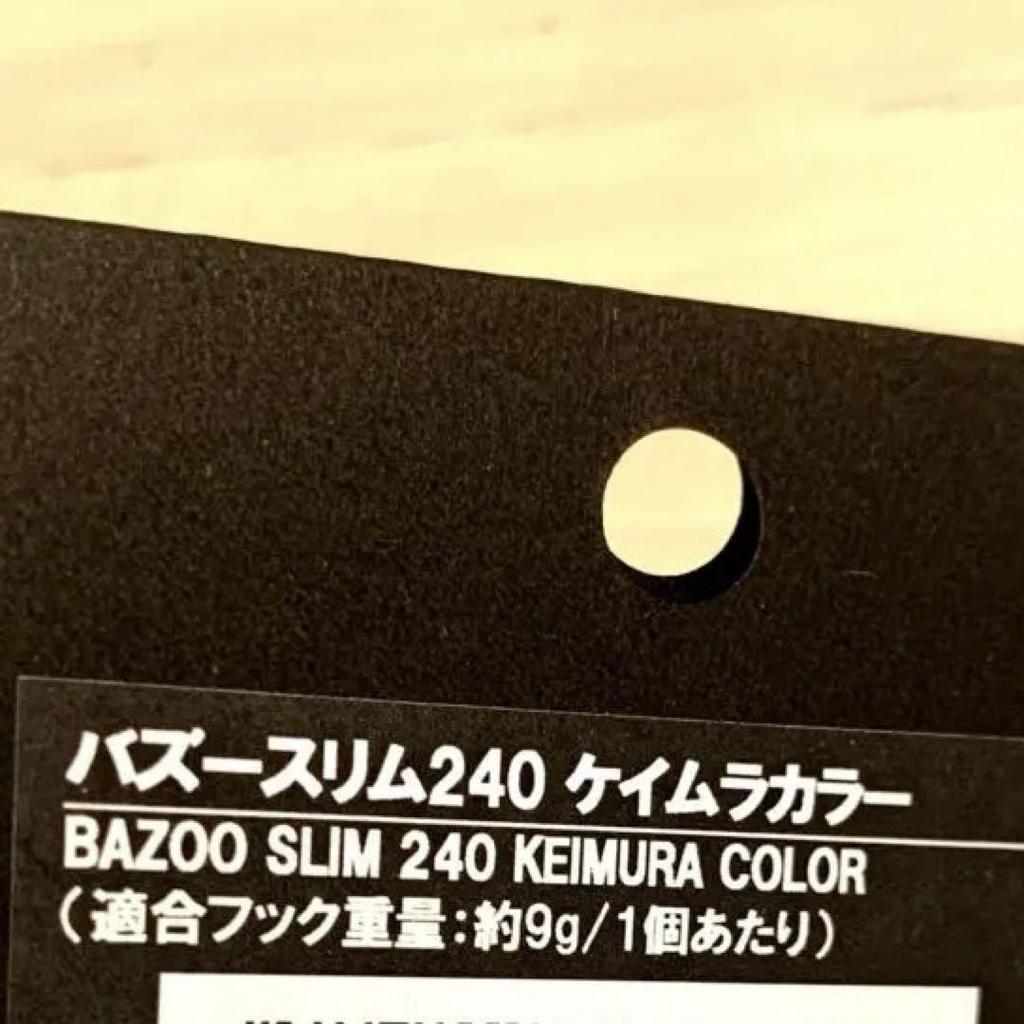 バズースリム240 ケイムラカラー
BAZOO SLIM 240 KEIMURA COLOR
(適合フック重量:約9g/1個あたり)